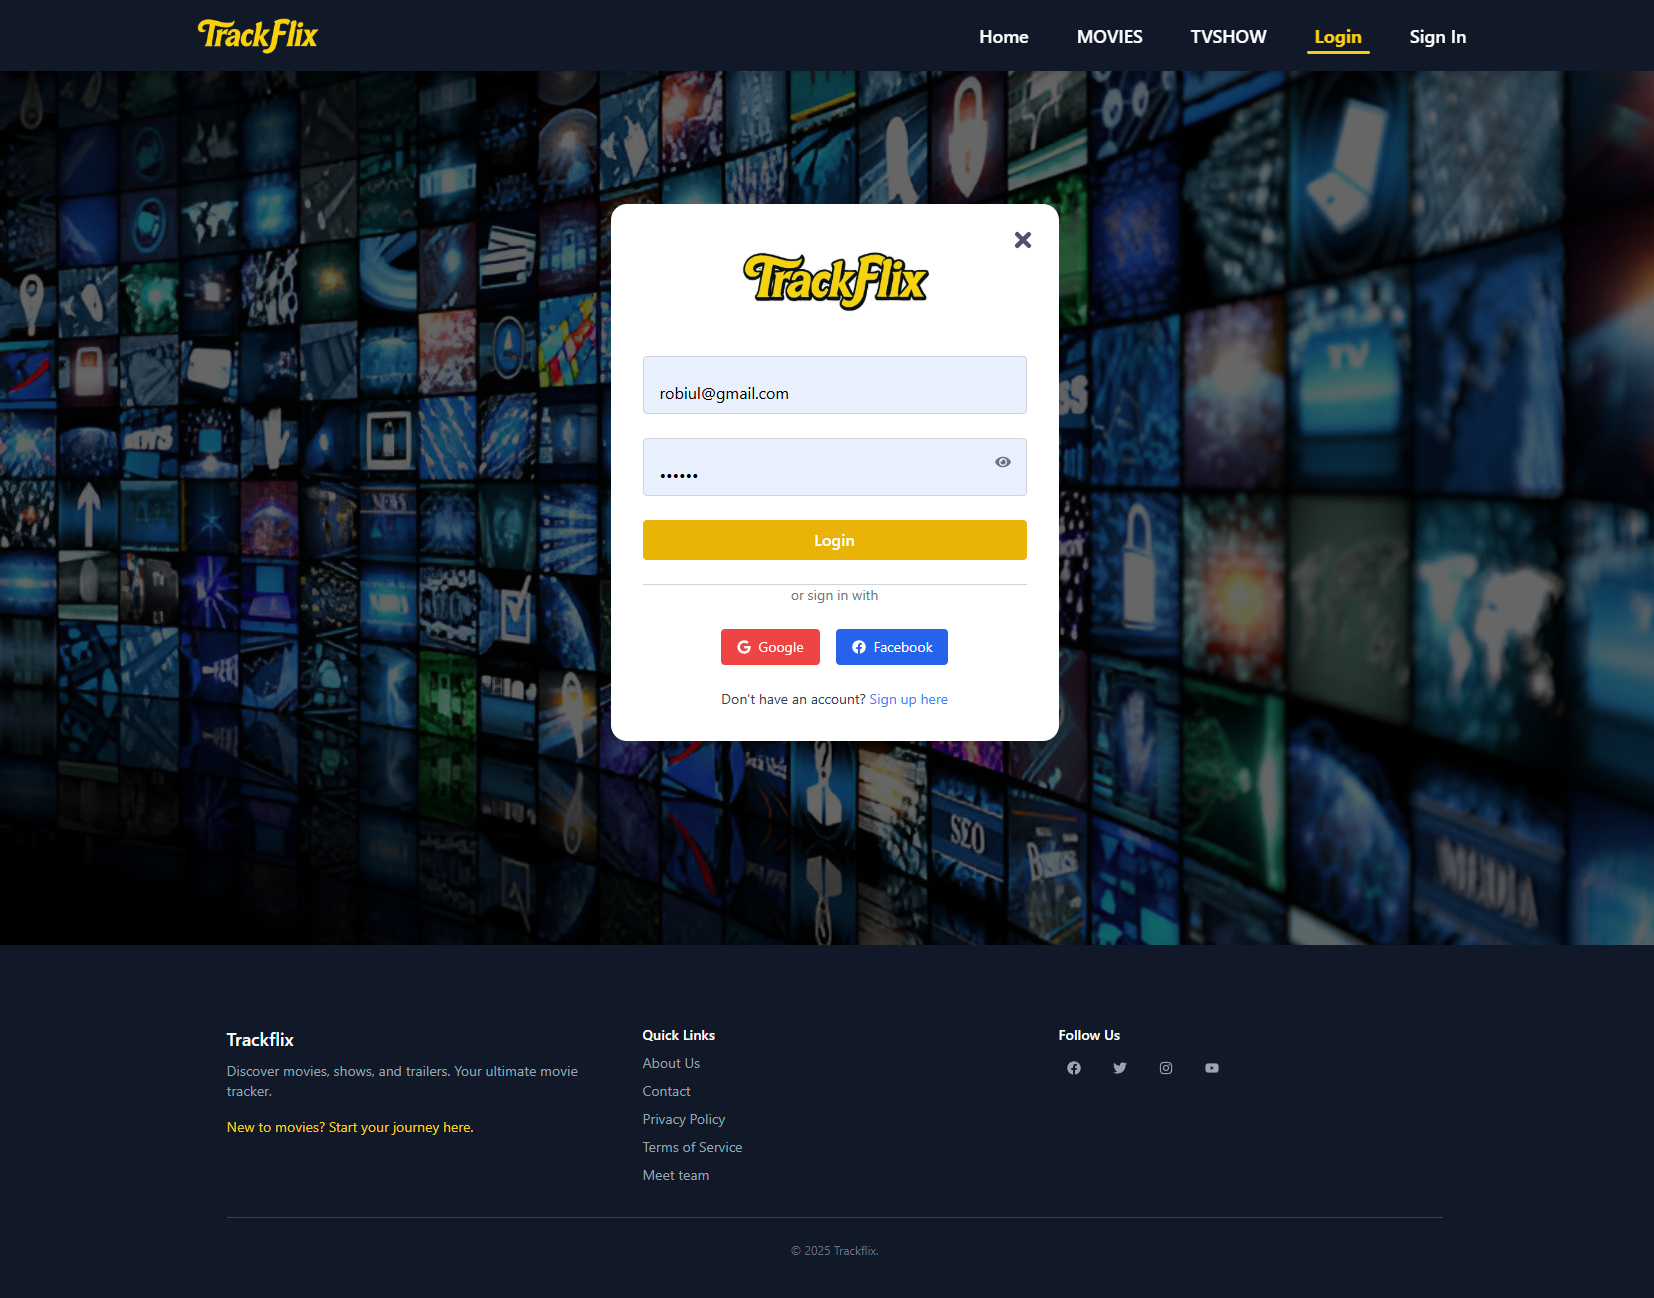 TrackFlix
Home MOVIES TVSHOW Login Sign In
TrackFlix
robiul@gmail.com
••••••
Login
or sign in with
Google Facebook
Don't have an account? Sign up here
TV
SEO
MEDIA
Trackflix
Discover movies, shows, and trailers. Your ultimate movie
tracker.
New to movies? Start your journey here.
Quick Links
About Us
Contact
Privacy Policy
Terms of Service
Meet team
Follow Us
© 2025 Trackflix.